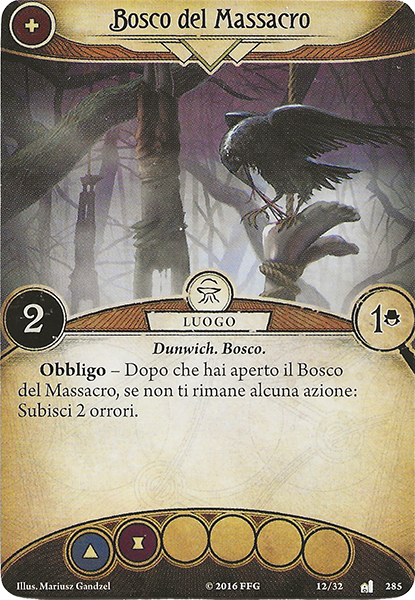 Bosco del Massacro
2
1
LUOGO
Dunwich. Bosco.
Obbligo – Dopo che hai aperto il Bosco
del Massacro, se non ti rimane alcuna azione:
Subisci 2 orrori.
Illus. Mariusz Gandzel © 2016 FFG 12/32 285